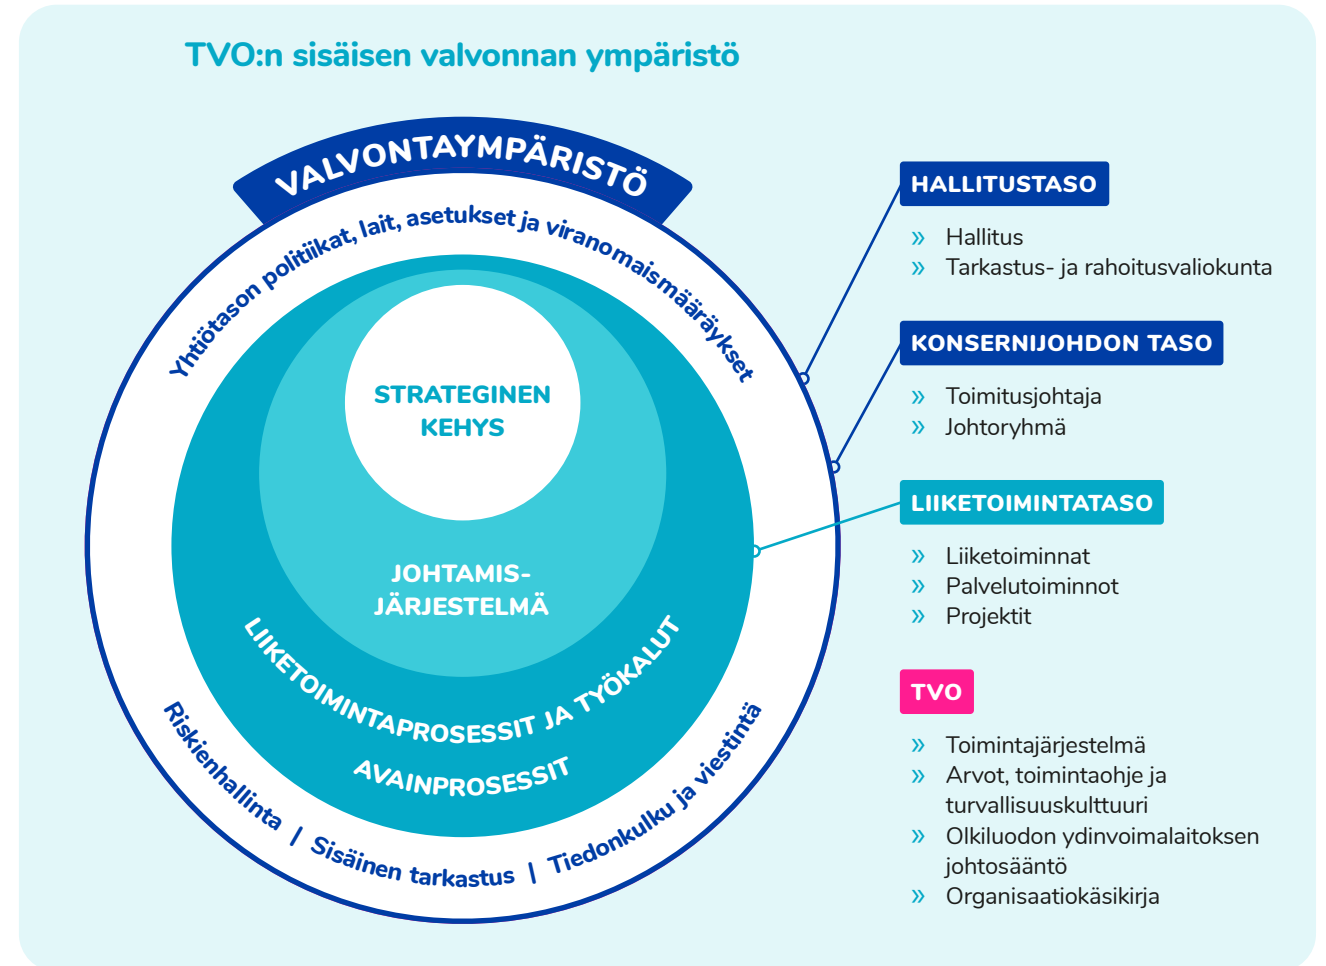 TVO:n sisäisen valvonnan ympäristö
VALVONTAYMPÄRISTÖ
Yhtiötason politiikat, lait, asetukset ja viranomaismääräykset
STRATEGINEN
KEHYS
JOHTAMIS-
JÄRJESTELMÄ
LIIKETOIMINTAPROSESSIT JA TYÖKALUT
AVAINPROSESSIT
Riskienhallinta | Sisäinen tarkastus | Tiedonkulku ja viestintä
HALLITUSTASO
» Hallitus
» Tarkastus- ja rahoitusvaliokunta
KONSERNIJOHDON TASO
» Toimitusjohtaja
» Johtoryhmä
LIIKETOIMINTATASO
» Liiketoiminnat
» Palvelutoiminnot
» Projektit
TVO
» Toimintajärjestelmä
» Arvot, toimintaohje ja
turvallisuuskulttuuri
» Olkiluodon ydinvoimalaitoksen
johtosääntö
» Organisaatiokäsikirja